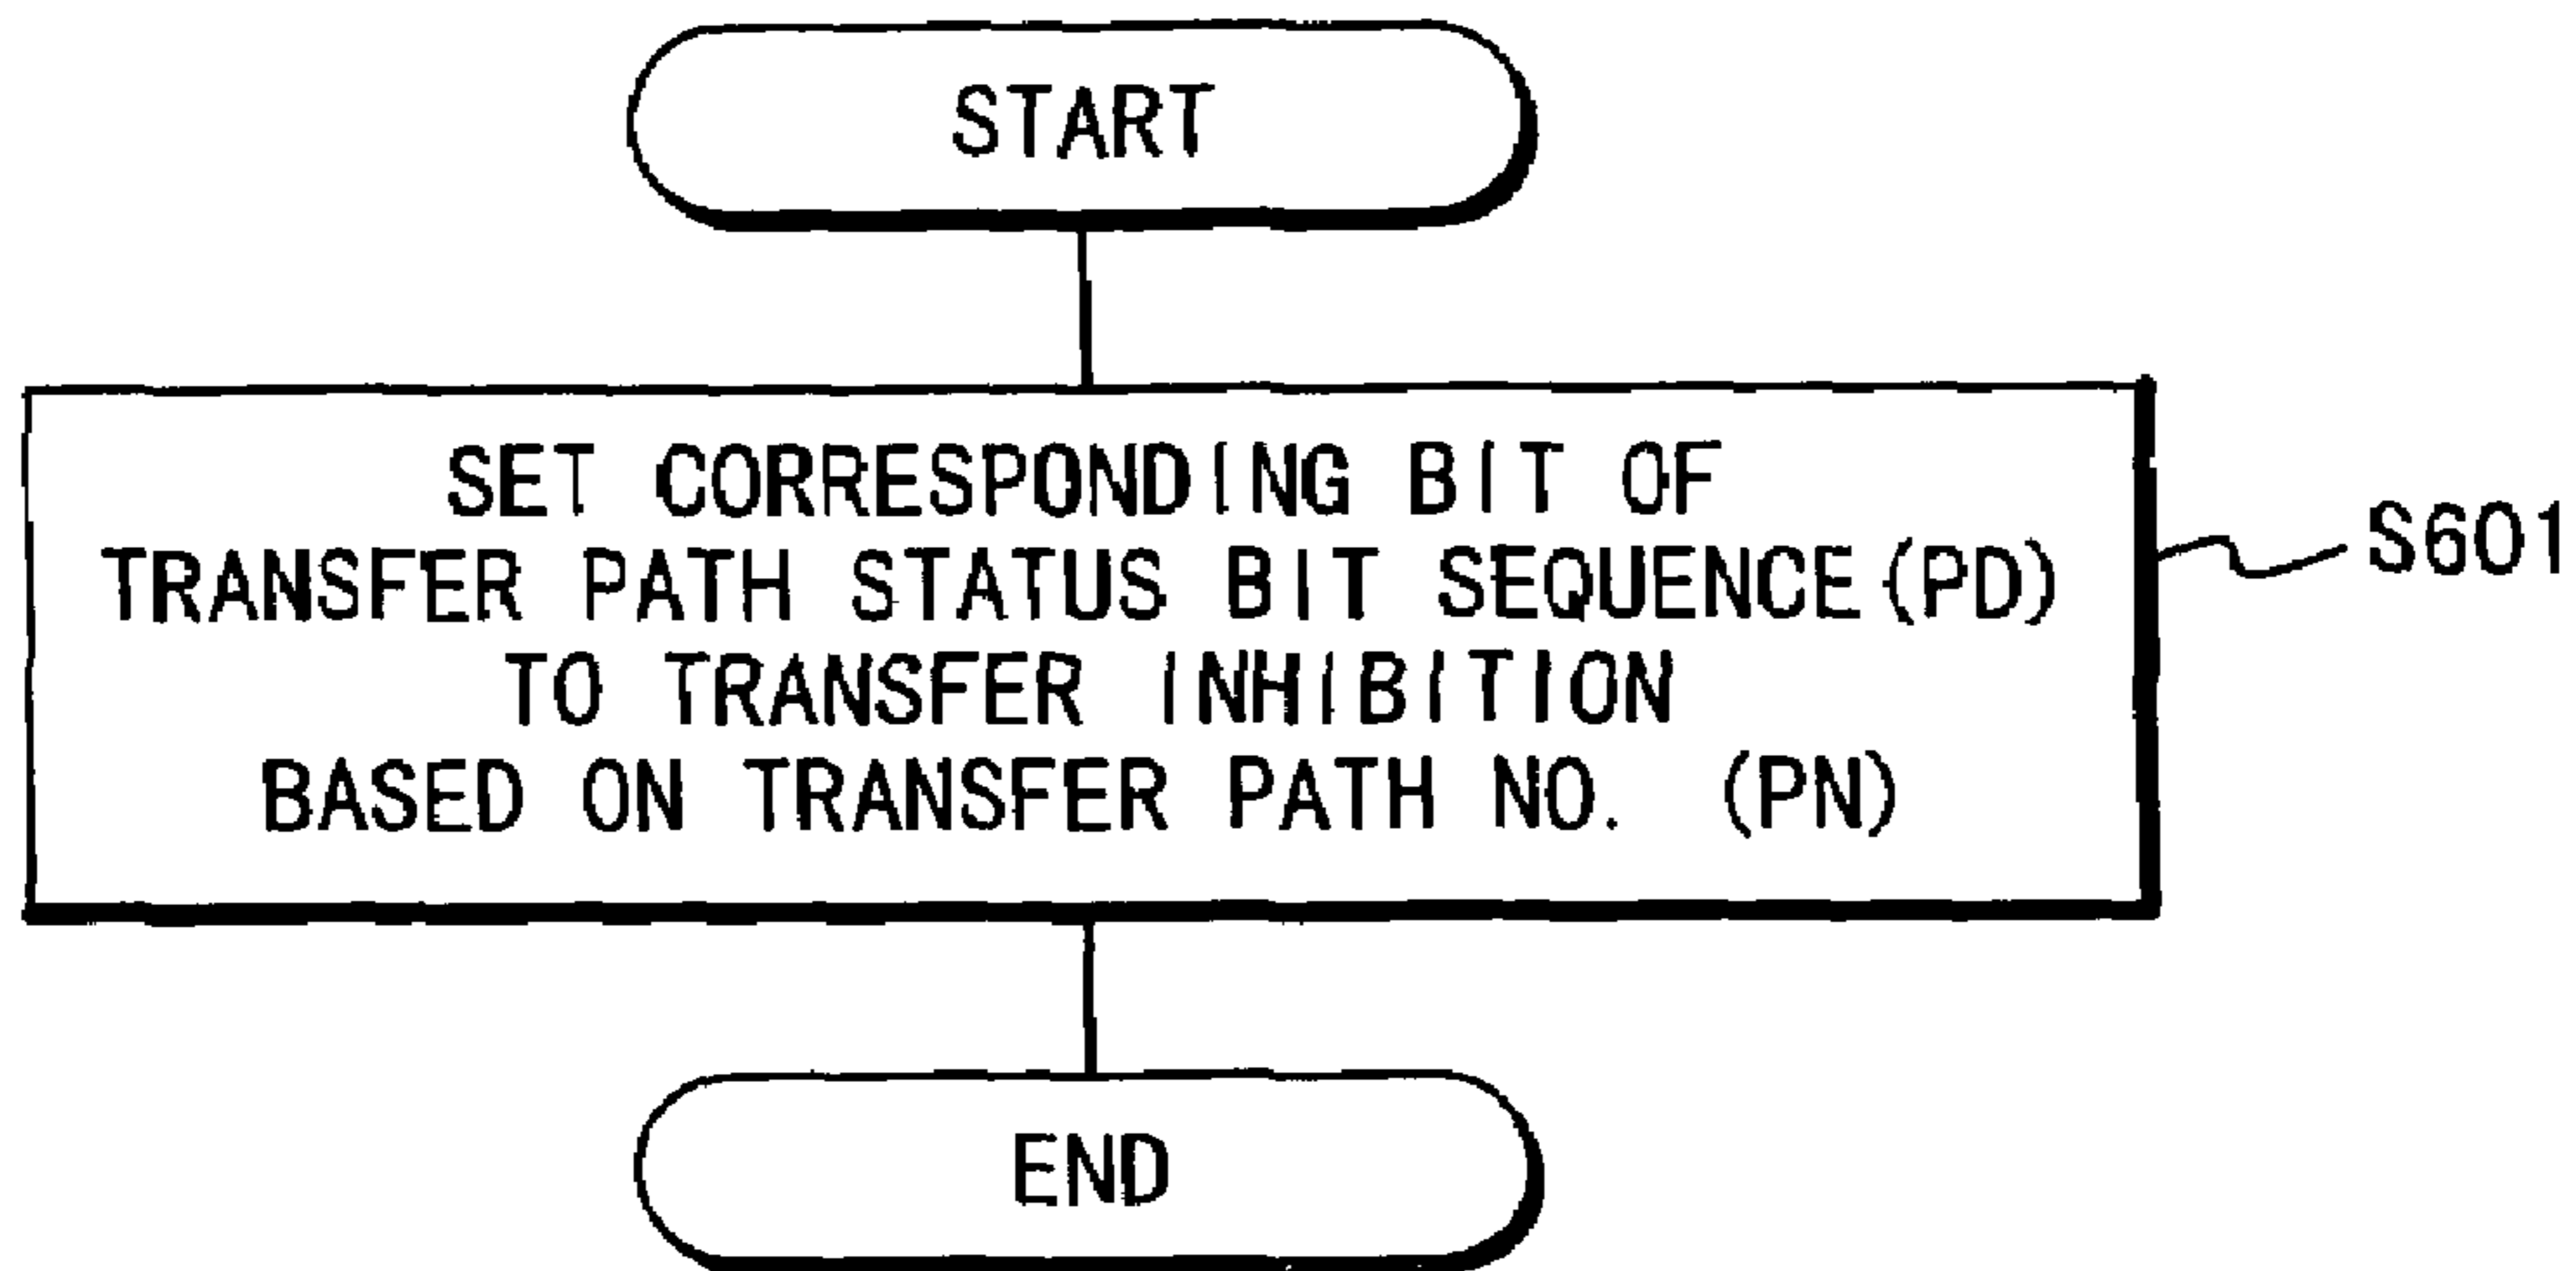 START
SET CORRESPONDING BIT OF
TRANSFER PATH STATUS BIT SEQUENCE (PD)
TO TRANSFER INHIBITION
BASED ON TRANSFER PATH NO. (PN)
S601
END